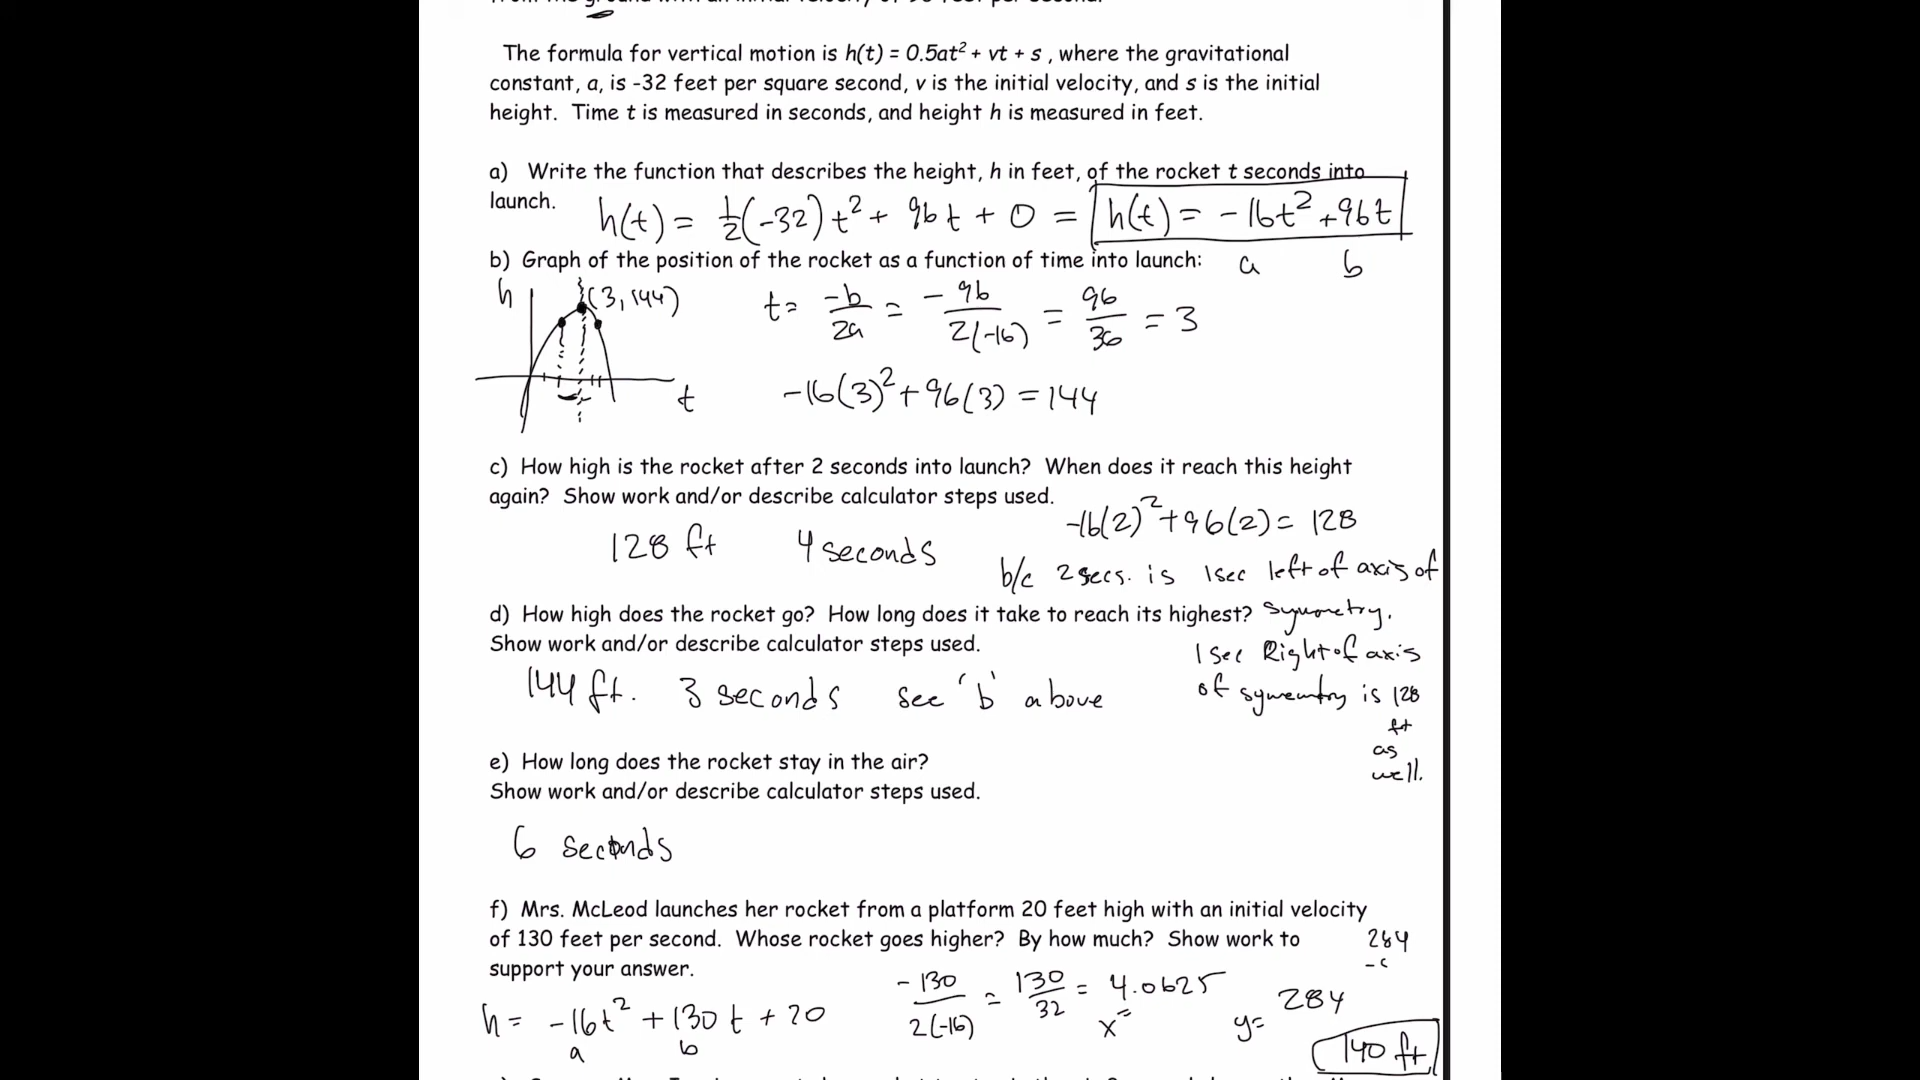 The formula for vertical motion is h(t) = 0.5at² + vt + s , where the gravitational
constant, a, is -32 feet per square second, v is the initial velocity, and s is the initial
height. Time t is measured in seconds, and height h is measured in feet.
a) Write the function that describes the height, h in feet, of the rocket t seconds into
launch.
h(t) = 1/2(-32)t² + 96t + 0 = h(t) = -16t² + 96t
a b
b) Graph of the position of the rocket as a function of time into launch:
h (3, 144)
t = -b/2a = -96/2(-16) = 96/36 = 3
t
-16(3)² + 96(3) = 144
c) How high is the rocket after 2 seconds into launch? When does it reach this height
again? Show work and/or describe calculator steps used.
-16(2)² + 96(2) = 128
128 ft 4 seconds
b/c 2 secs. is 1 sec left of axis of
symmetry.
d) How high does the rocket go? How long does it take to reach its highest?
Show work and/or describe calculator steps used.
1 sec Right of axis
of symmentry is 128
ft
as
well.
144 ft. 3 seconds see 'b' above
e) How long does the rocket stay in the air?
Show work and/or describe calculator steps used.
6 seconds
f) Mrs. McLeod launches her rocket from a platform 20 feet high with an initial velocity
of 130 feet per second. Whose rocket goes higher? By how much? Show work to
support your answer.
284
h = -16t² + 130t + 20
a b
-130/2(-16) = 130/32 = 4.0625
x =
y = 284
140 ft